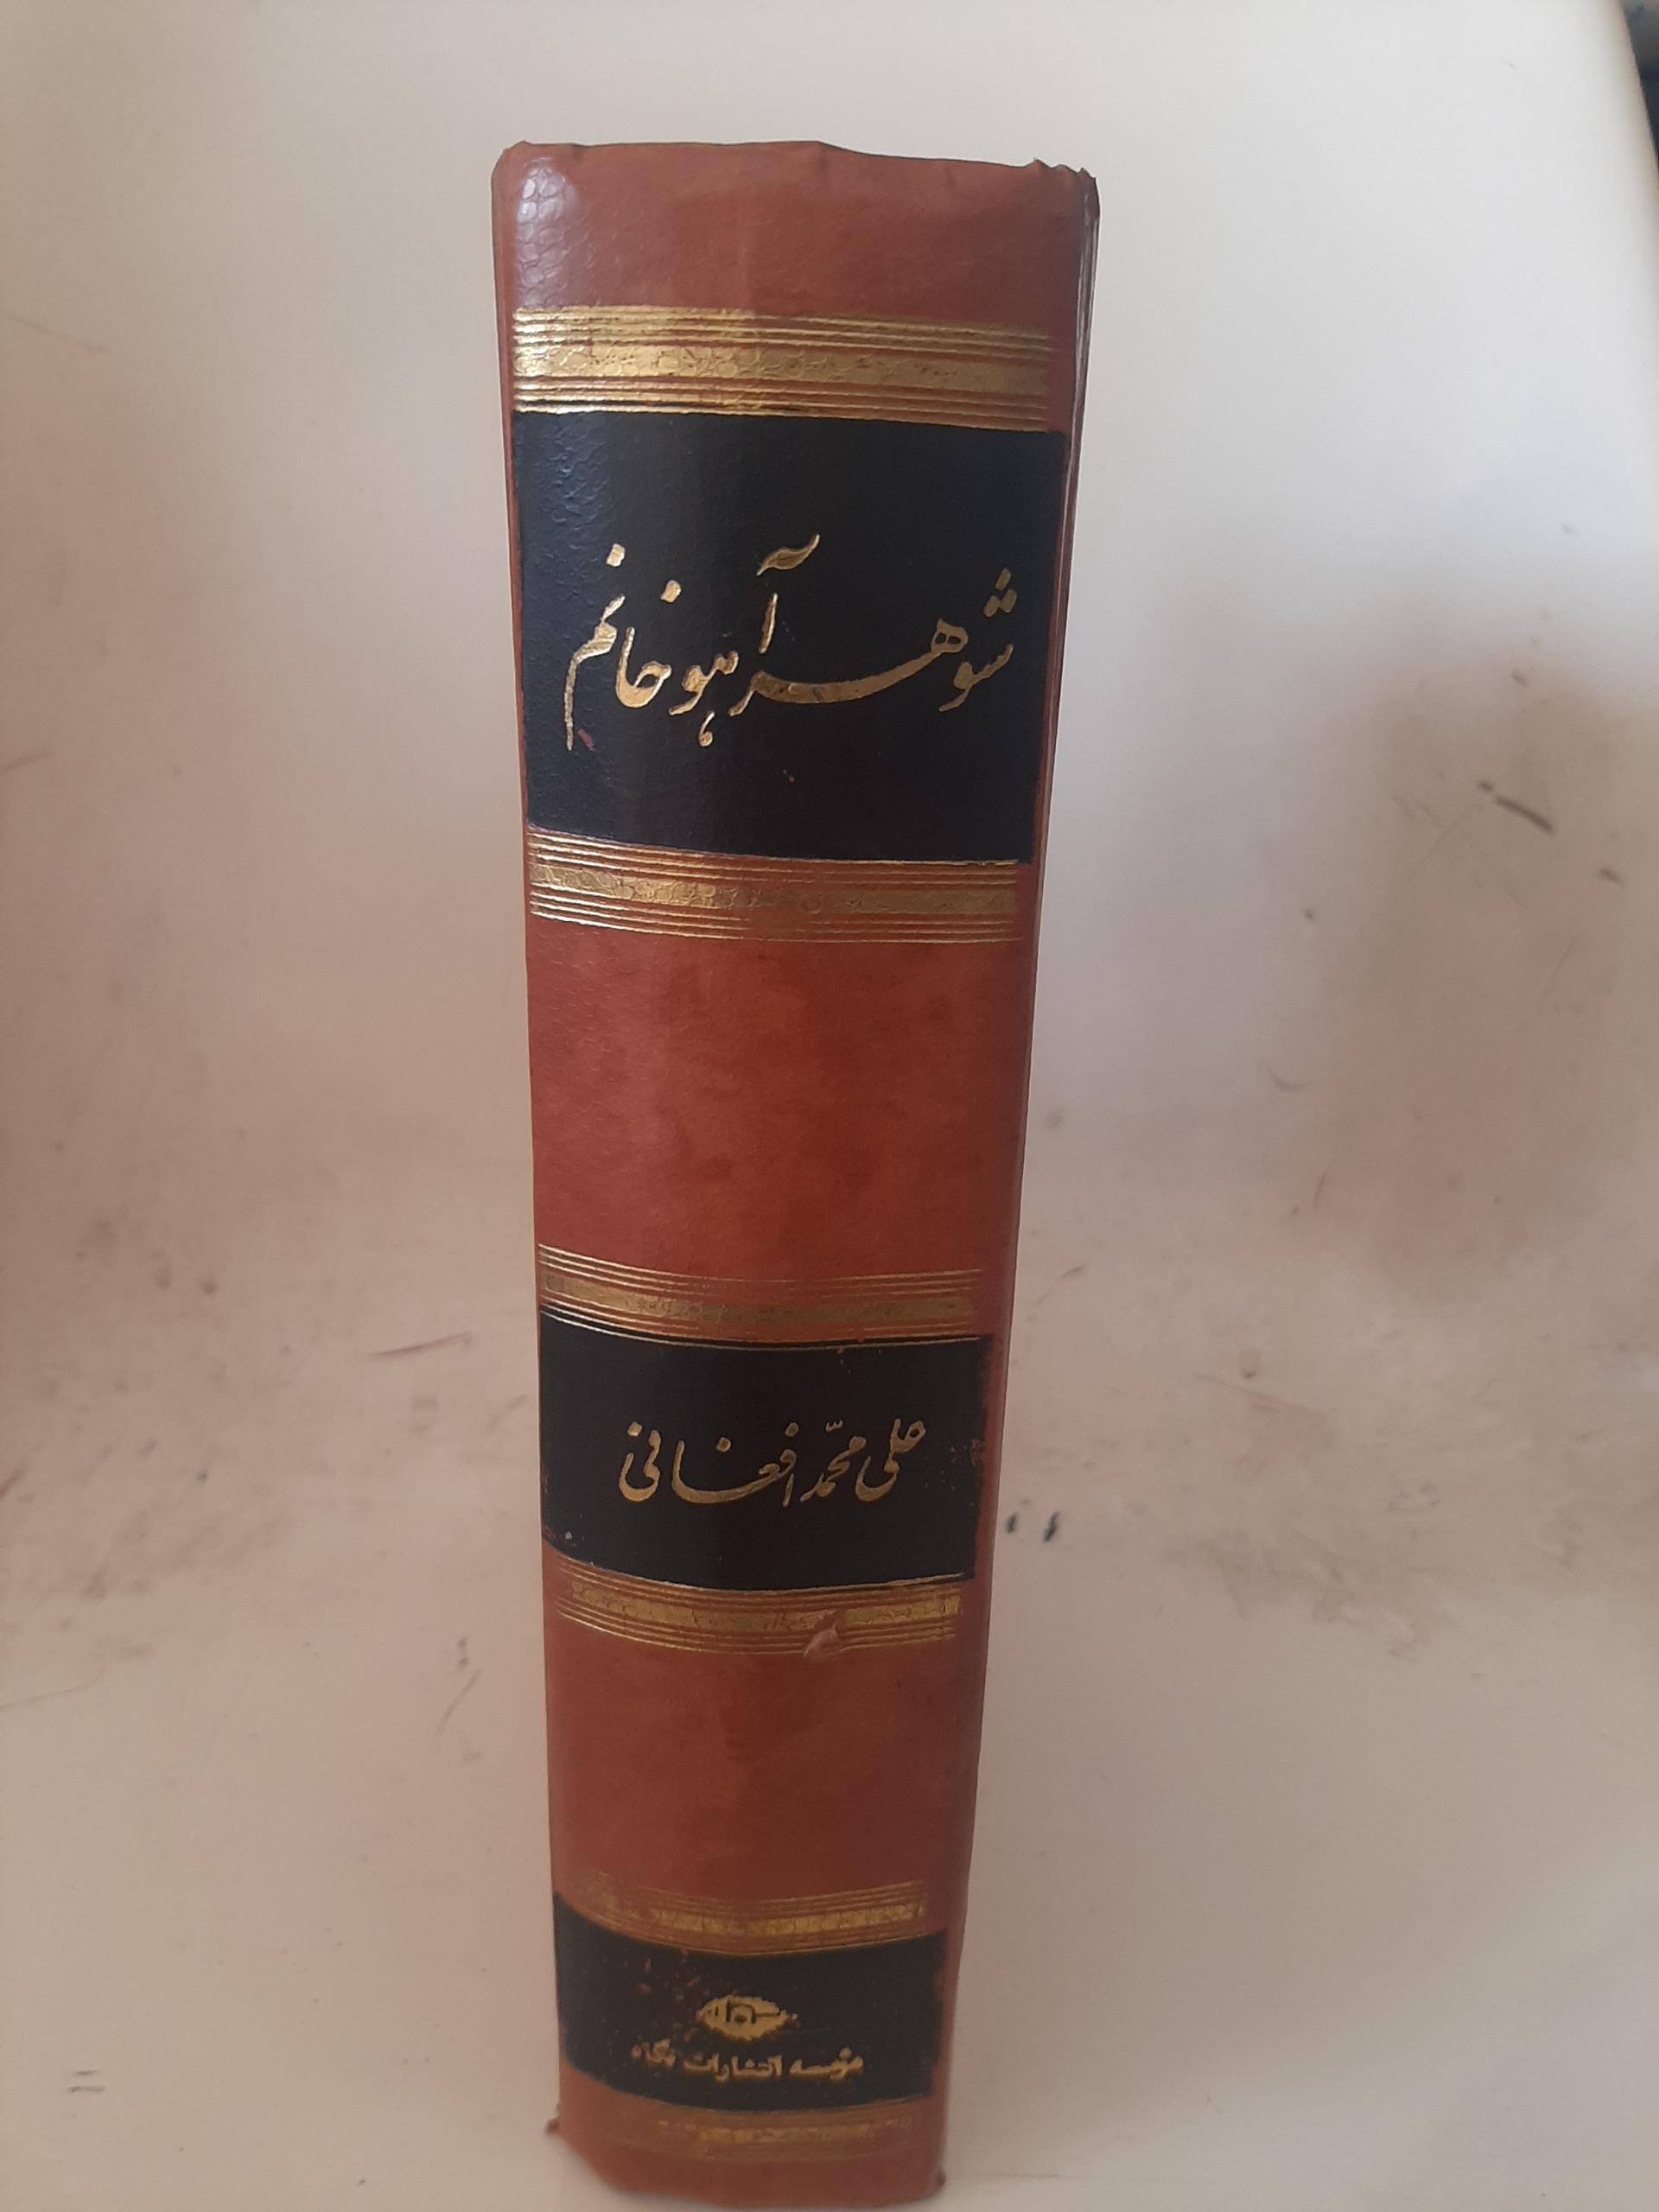 شوهر آهو خانم
علی محمّد افغانی
مؤسسه انتشارات نگاه